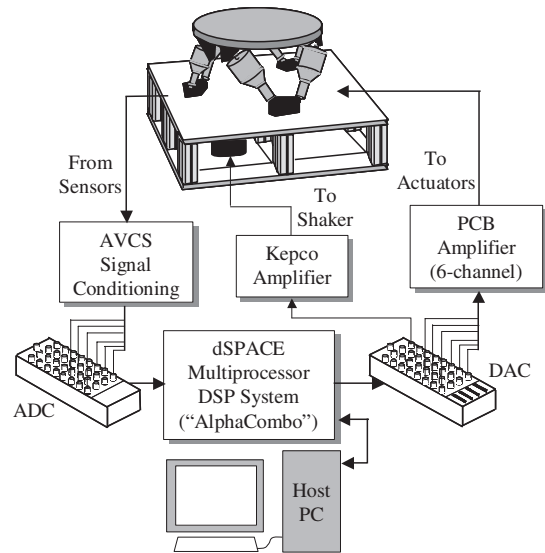 From
Sensors
To
Shaker
To
Actuators
AVCS
Signal
Conditioning
Kepco
Amplifier
PCB
Amplifier
(6-channel)
ADC
dSPACE
Multiprocessor
DSP System
(“AlphaCombo”)
DAC
Host
PC